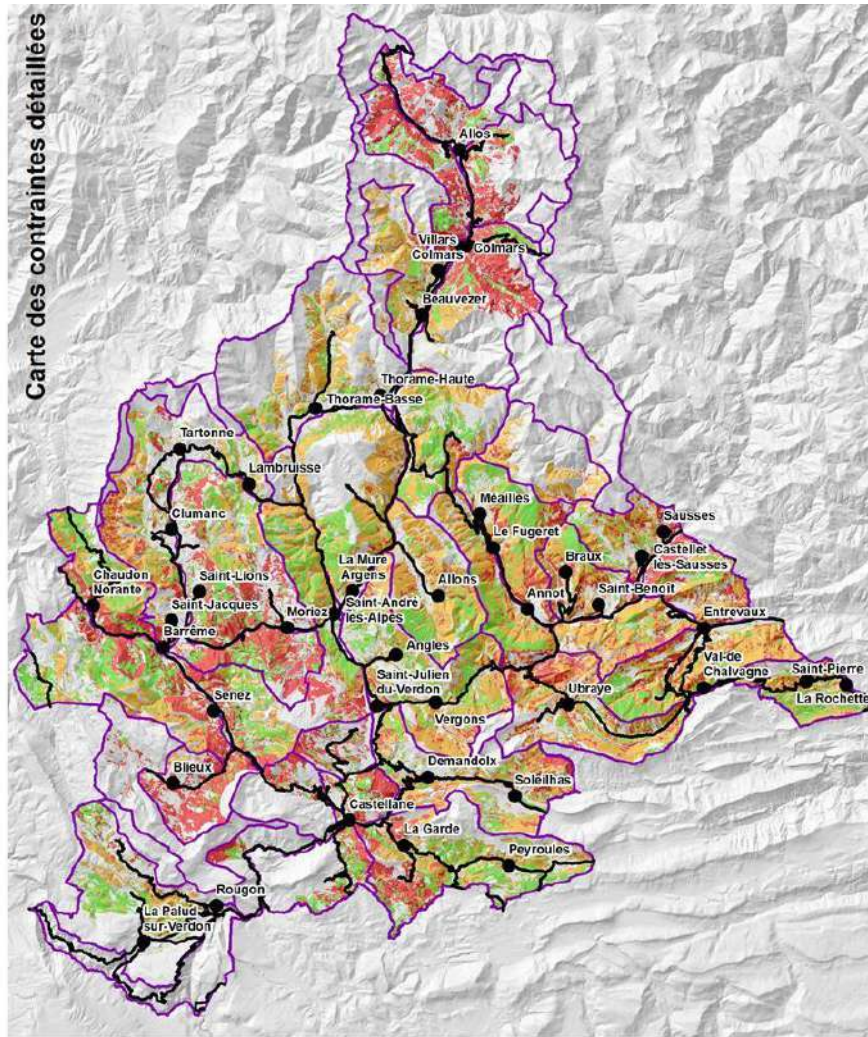 Carte des contraintes détaillées
Allos
Villars
Colmars
Colmars
Beauvezer
Thorame-Haute
Thorame-Basse
Tartonne
Lambruisse
Méailles
Sausses
Clumanc
Le Fugeret
Castellet
lès-Sausses
Braux
La Mure
Argens
Chaudon
Norante
Saint-Lions
Allons
Saint-Benoît
Saint-Jacques
Saint-André
les-Alpes
Annot
Moriez
Entrevaux
Barrême
Angles
Val-de
Chalvagne
Saint-Pierre
Saint-Julien
du-Verdon
La Rochette
Senez
Ubraye
Vergons
Blieux
Demandolx
Soleilhas
Castellane
La Garde
Peyroules
Rougon
La Palud
sur-Verdon